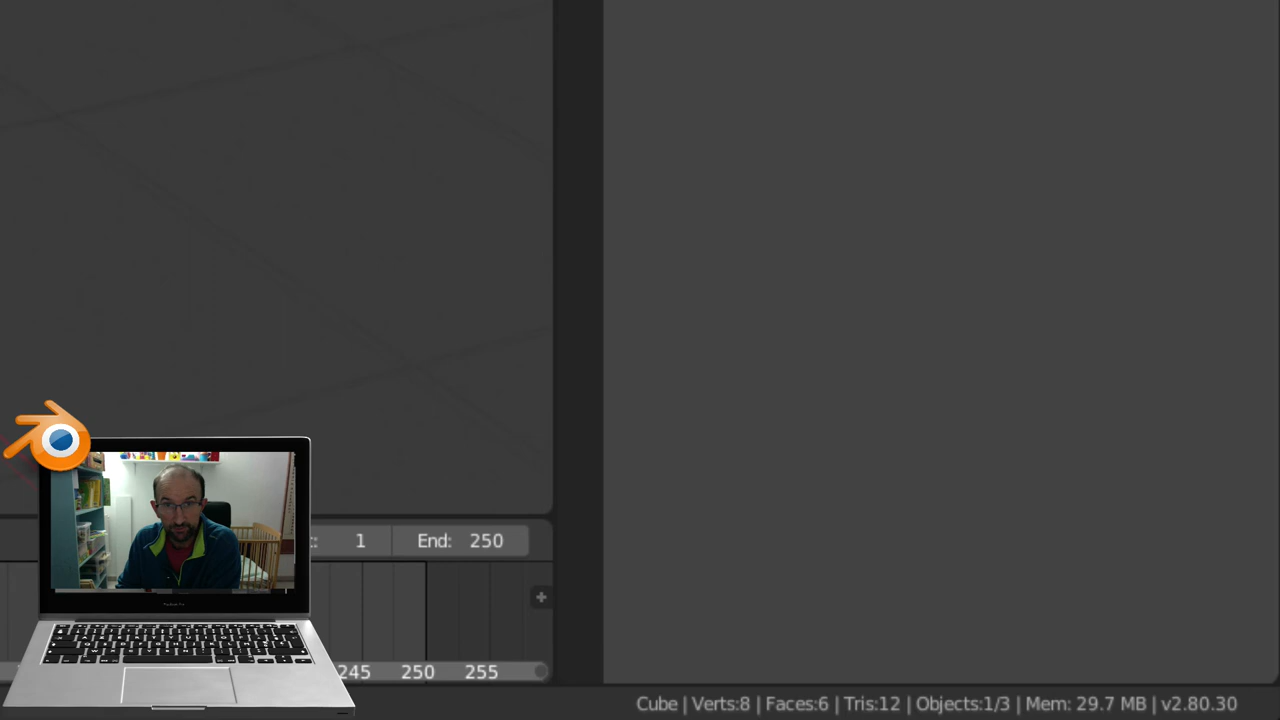 1 End: 250
245 250 255
Cube | Verts:8 | Faces:6 | Tris:12 | Objects:1/3 | Mem: 29.7 MB | v2.80.30